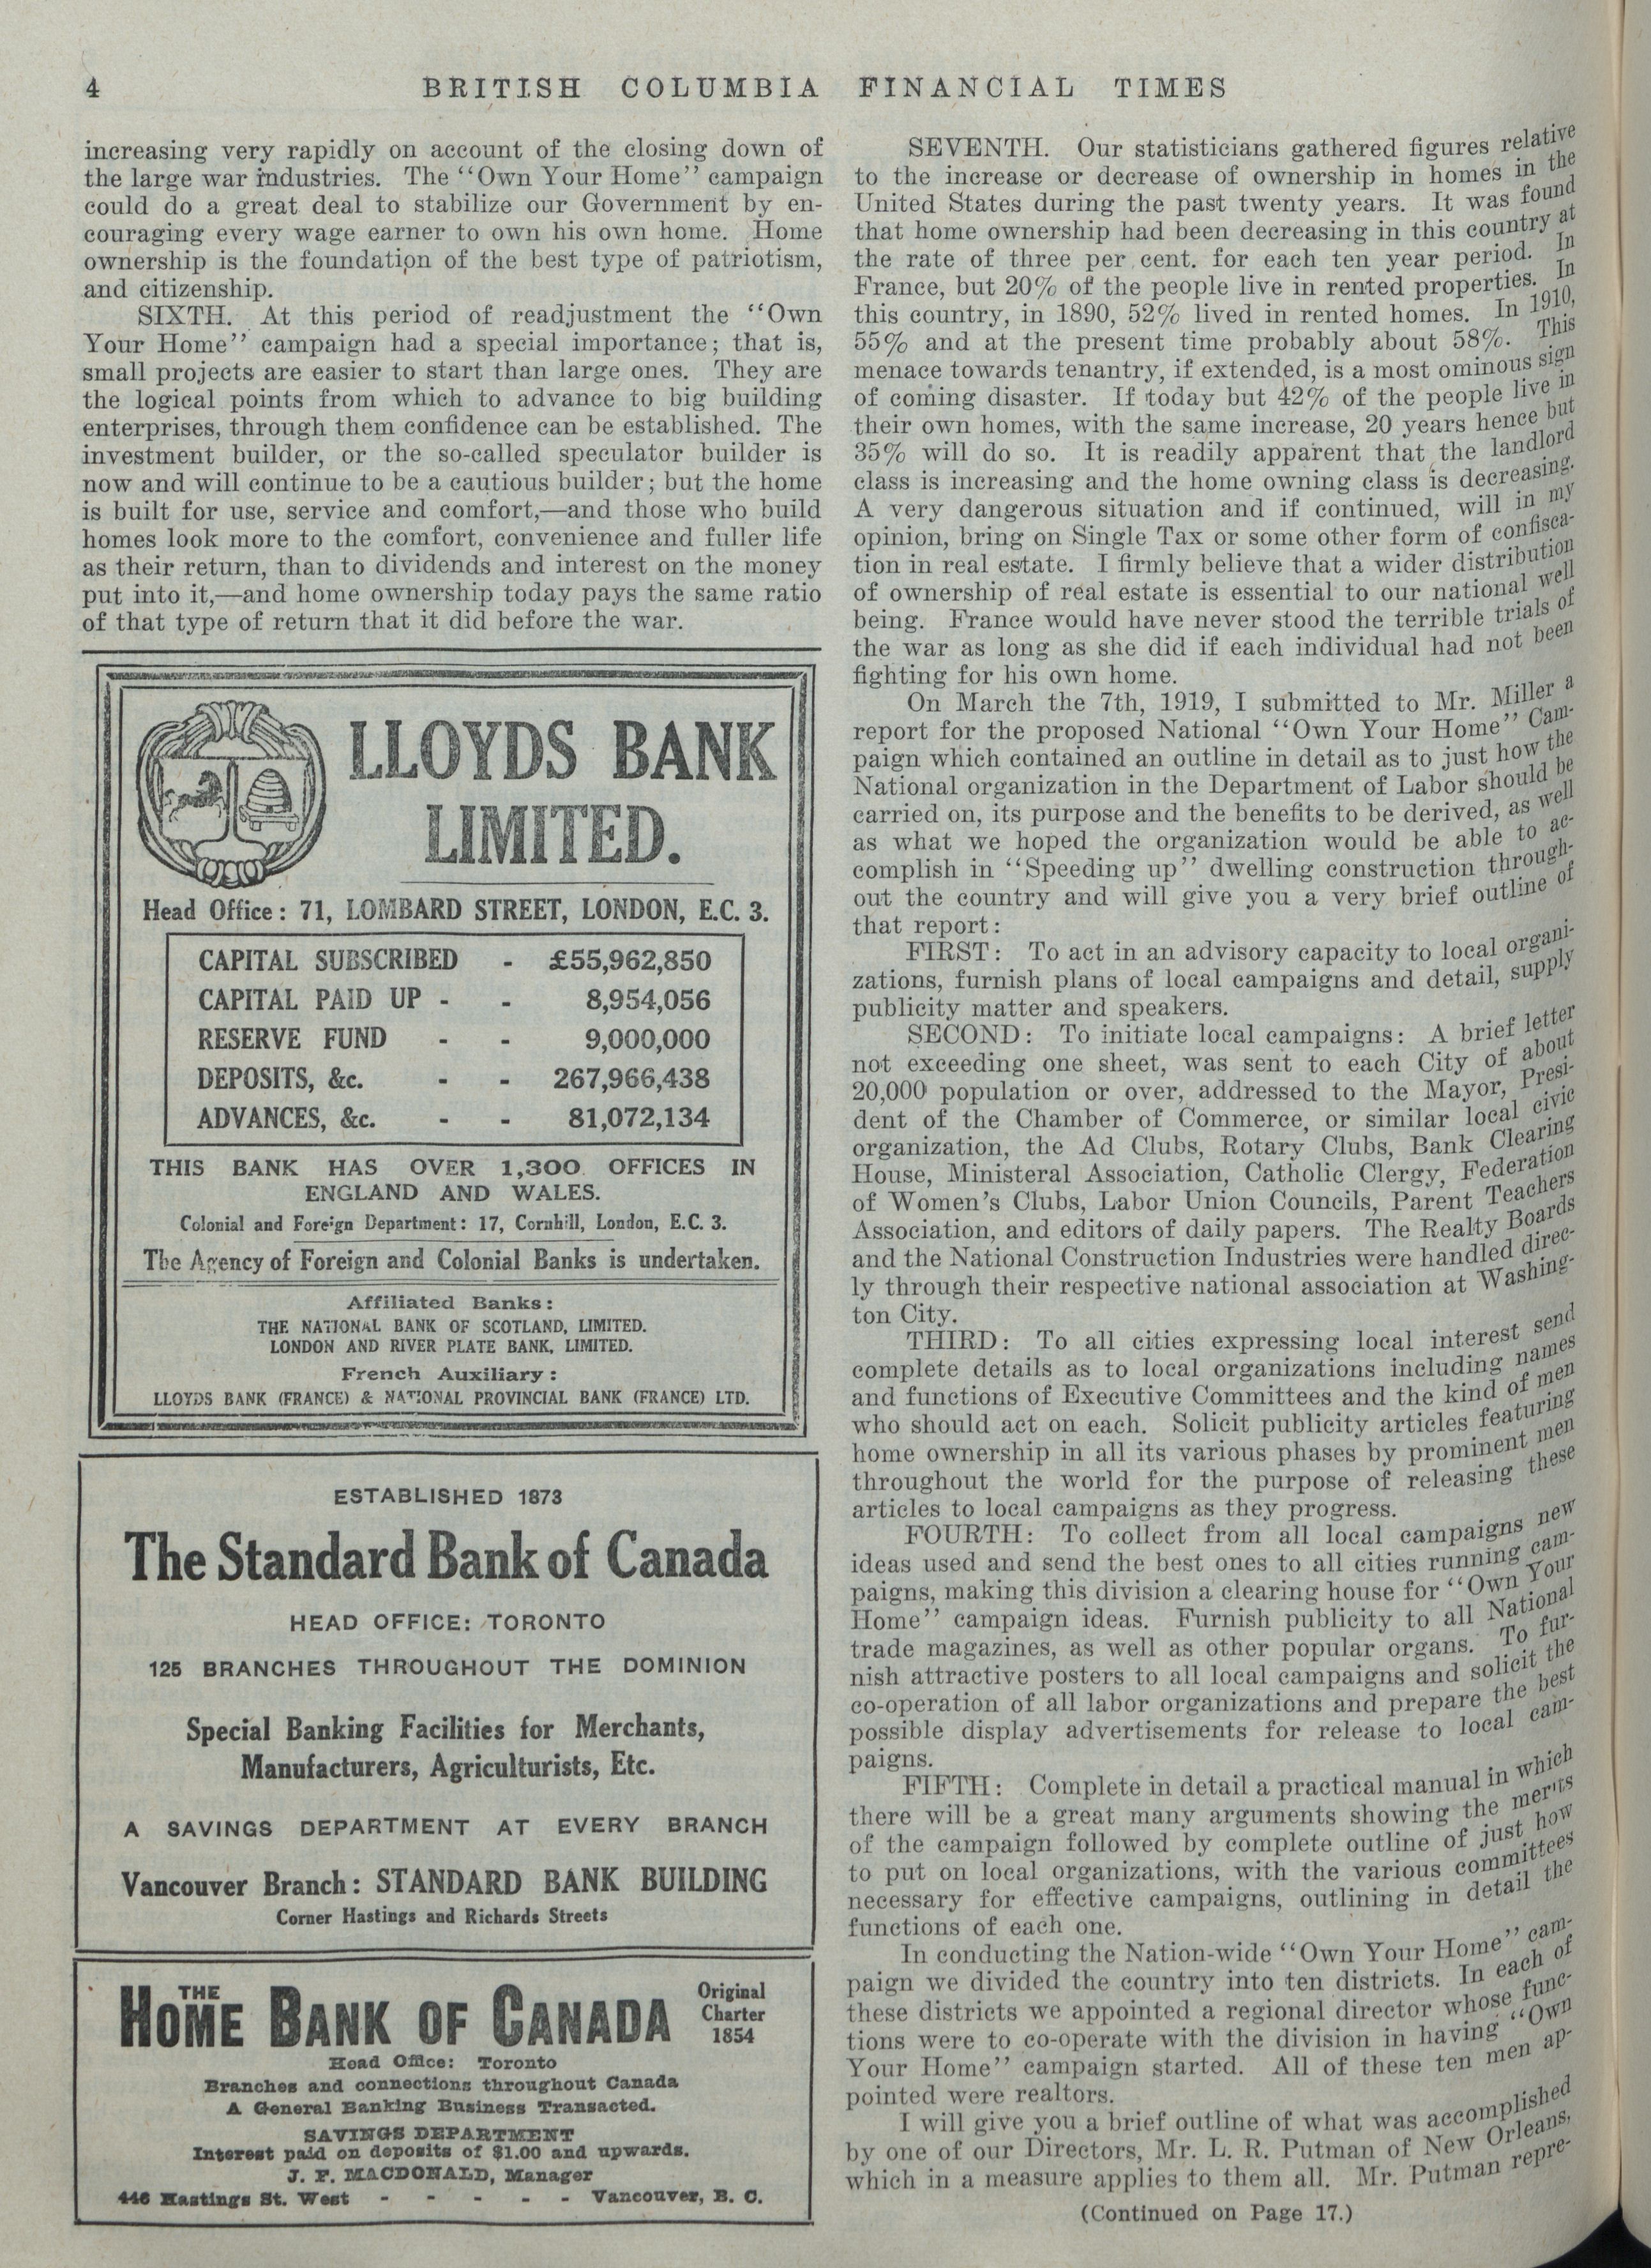 4 BRITISH COLUMBIA FINANCIAL TIMES
increasing very rapidly on account of the closing down of
the large war industries. The "Own Your Home" campaign
could do a great deal to stabilize our Government by en-
couraging every wage earner to own his own home. Home
ownership is the foundation of the best type of patriotism,
and citizenship.
SIXTH. At this period of readjustment the "Own
Your Home" campaign had a special importance; that is,
small projects are easier to start than large ones. They are
the logical points from which to advance to big building
enterprises, through them confidence can be established. The
investment builder, or the so-called speculator builder is
now and will continue to be a cautious builder; but the home
is built for use, service and comfort,—and those who build
homes look more to the comfort, convenience and fuller life
as their return, than to dividends and interest on the money
put into it,—and home ownership today pays the same ratio
of that type of return that it did before the war.
LLOYDS BANK
LIMITED.
Head Office: 71, LOMBARD STREET, LONDON, E.C. 3.
CAPITAL SUBSCRIBED - £55,962,850
CAPITAL PAID UP - - 8,954,056
RESERVE FUND - - 9,000,000
DEPOSITS, &c. - - 267,966,438
ADVANCES, &c. - - 81,072,134
THIS BANK HAS OVER 1,300 OFFICES IN
ENGLAND AND WALES.
Colonial and Foreign Department: 17, Cornhill, London, E.C. 3.
The Agency of Foreign and Colonial Banks is undertaken.
Affiliated Banks:
THE NATIONAL BANK OF SCOTLAND, LIMITED.
LONDON AND RIVER PLATE BANK, LIMITED.
French Auxiliary:
LLOYDS BANK (FRANCE) & NATIONAL PROVINCIAL BANK (FRANCE) LTD.
ESTABLISHED 1873
The Standard Bank of Canada
HEAD OFFICE: TORONTO
125 BRANCHES THROUGHOUT THE DOMINION
Special Banking Facilities for Merchants,
Manufacturers, Agriculturists, Etc.
A SAVINGS DEPARTMENT AT EVERY BRANCH
Vancouver Branch: STANDARD BANK BUILDING
Corner Hastings and Richards Streets
THE HOME BANK OF CANADA
Original
Charter
1854
Head Office: Toronto
Branches and connections throughout Canada
A General Banking Business Transacted.
SAVINGS DEPARTMENT
Interest paid on deposits of $1.00 and upwards.
J. F. MACDONALD, Manager
446 Hastings St. West - - - - - Vancouver, B. C.
SEVENTH. Our statisticians gathered figures relative
to the increase or decrease of ownership in homes in the
United States during the past twenty years. It was found
that home ownership had been decreasing in this country at
the rate of three per cent. for each ten year period. In
France, but 20% of the people live in rented properties. In
this country, in 1890, 52% lived in rented homes. In 1910,
55% and at the present time probably about 58%. This
menace towards tenantry, if extended, is a most ominous sign
of coming disaster. If today but 42% of the people live in
their own homes, with the same increase, 20 years hence but
35% will do so. It is readily apparent that the landlord
class is increasing and the home owning class is decreasing.
A very dangerous situation and if continued, will in my
opinion, bring on Single Tax or some other form of confisca-
tion in real estate. I firmly believe that a wider distribution
of ownership of real estate is essential to our national well
being. France would have never stood the terrible trials of
the war as long as she did if each individual had not been
fighting for his own home.
On March the 7th, 1919, I submitted to Mr. Miller a
report for the proposed National "Own Your Home" Cam-
paign which contained an outline in detail as to just how the
National organization in the Department of Labor should be
carried on, its purpose and the benefits to be derived, as well
as what we hoped the organization would be able to ac-
complish in "Speeding up" dwelling construction through-
out the country and will give you a very brief outline of
that report:
FIRST: To act in an advisory capacity to local organi-
zations, furnish plans of local campaigns and detail, supply
publicity matter and speakers.
SECOND: To initiate local campaigns: A brief letter
not exceeding one sheet, was sent to each City of about
20,000 population or over, addressed to the Mayor, Presi-
dent of the Chamber of Commerce, or similar local civic
organization, the Ad Clubs, Rotary Clubs, Bank Clearing
House, Ministeral Association, Catholic Clergy, Federation
of Women's Clubs, Labor Union Councils, Parent Teachers
Association, and editors of daily papers. The Realty Boards
and the National Construction Industries were handled direc-
ly through their respective national association at Washing-
ton City.
THIRD: To all cities expressing local interest send
complete details as to local organizations including names
and functions of Executive Committees and the kind of men
who should act on each. Solicit publicity articles featuring
home ownership in all its various phases by prominent men
throughout the world for the purpose of releasing these
articles to local campaigns as they progress.
FOURTH: To collect from all local campaigns new
ideas used and send the best ones to all cities running cam-
paigns, making this division a clearing house for "Own Your
Home" campaign ideas. Furnish publicity to all National
trade magazines, as well as other popular organs. To fur-
nish attractive posters to all local campaigns and solicit the
co-operation of all labor organizations and prepare the best
possible display advertisements for release to local cam-
paigns.
FIFTH: Complete in detail a practical manual in which
there will be a great many arguments showing the merits
of the campaign followed by complete outline of just how
to put on local organizations, with the various committees
necessary for effective campaigns, outlining in detail the
functions of each one.
In conducting the Nation-wide "Own Your Home" cam-
paign we divided the country into ten districts. In each of
these districts we appointed a regional director whose func-
tions were to co-operate with the division in having "Own
Your Home" campaign started. All of these ten men ap-
pointed were realtors.
I will give you a brief outline of what was accomplished
by one of our Directors, Mr. L. R. Putman of New Orleans,
which in a measure applies to them all. Mr. Putman repre-
(Continued on Page 17.)